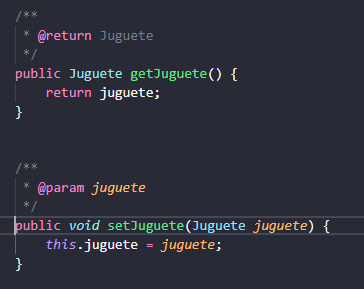 /**
 * @return Juguete
 */
public Juguete getJuguete() {
    return juguete;
}
/**
 * @param juguete
 */
public void setJuguete(Juguete juguete) {
    this.juguete = juguete;
}